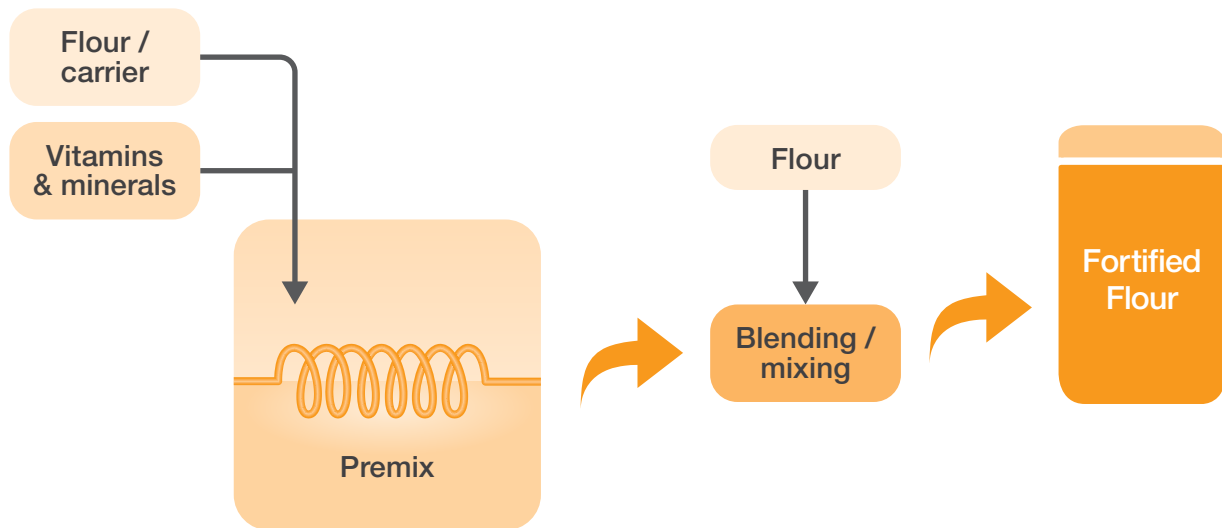 Flour /
carrier
Vitamins
& minerals
Premix
Flour
Blending /
mixing
Fortified
Flour